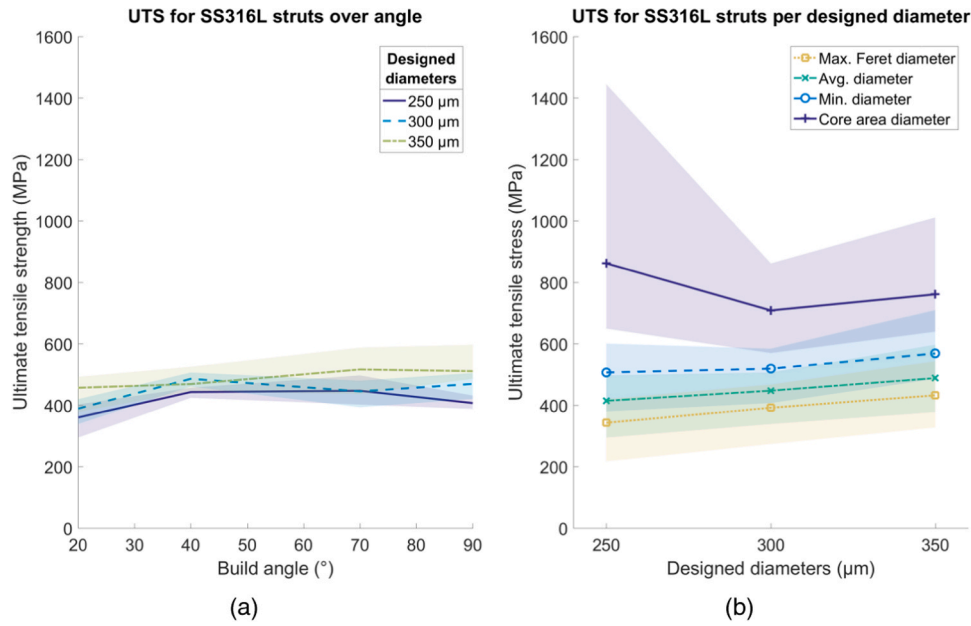 UTS for SS316L struts over angle
Ultimate tensile strength (MPa)
1600
1400
1200
1000
800
600
400
200
0
Designed
diameters
250 µm
300 µm
350 µm
20
30
40
50
60
70
80
90
Build angle (°)
(a)
UTS for SS316L struts per designed diameter
Ultimate tensile stress (MPa)
1600
1400
1200
1000
800
600
400
200
0
Max. Feret diameter
Avg. diameter
Min. diameter
Core area diameter
250
300
350
Designed diameters (µm)
(b)